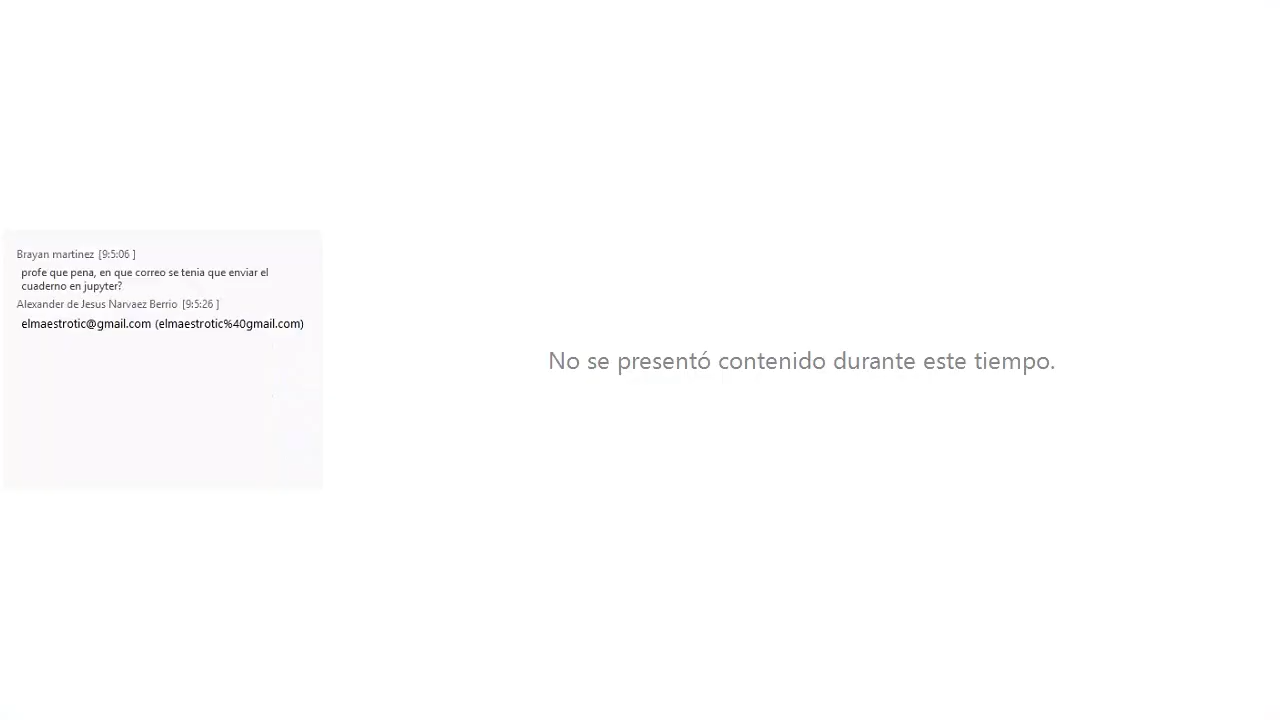 Brayan martinez [9:5:06 ]
profe que pena, en que correo se tenia que enviar el
cuaderno en jupyter?
Alexander de Jesus Narvaez Berrio [9:5:26 ]
elmaestrotic@gmail.com (elmaestrotic%40gmail.com)
No se presentó contenido durante este tiempo.